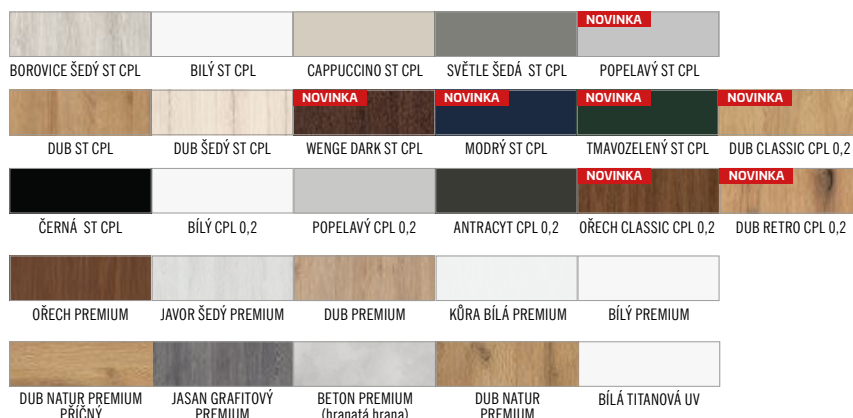 NOVINKA
BOROVICE ŠEDÝ ST CPL BILÝ ST CPL CAPPUCCINO ST CPL SVĚTLE ŠEDÁ ST CPL POPELAVÝ ST CPL
NOVINKA NOVINKA NOVINKA NOVINKA
DUB ST CPL DUB ŠEDÝ ST CPL WENGE DARK ST CPL MODRÝ ST CPL TMAVOZELENÝ ST CPL DUB CLASSIC CPL 0,2
NOVINKA NOVINKA
ČERNÁ ST CPL BÍLÝ CPL 0,2 POPELAVÝ CPL 0,2 ANTRACYT CPL 0,2 OŘECH CLASSIC CPL 0,2 DUB RETRO CPL 0,2
OŘECH PREMIUM JAVOR ŠEDÝ PREMIUM DUB PREMIUM KŮRA BÍLÁ PREMIUM BÍLÝ PREMIUM
DUB NATUR PREMIUM JASAN GRAFITOVÝ BETON PREMIUM DUB NATUR BÍLÁ TITANOVÁ UV
PŘÍČNÝ PREMIUM (hranatá hrana) PREMIUM